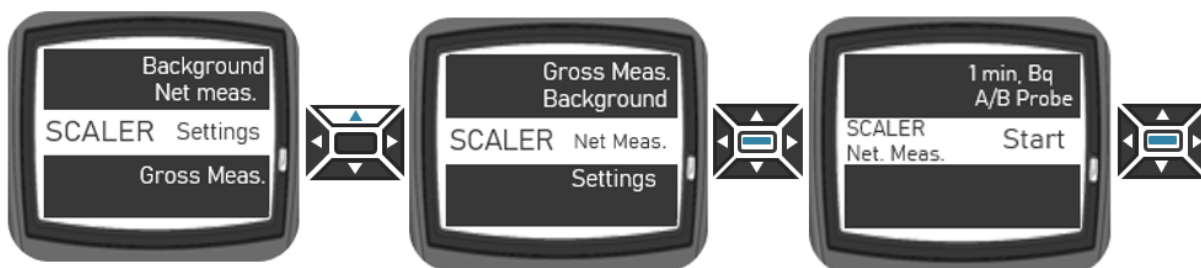 Background
Net meas.
SCALER Settings
Gross Meas.
Gross Meas.
Background
SCALER Net Meas.
Settings
1 min, Bq
A/B Probe
SCALER
Net. Meas.
Start